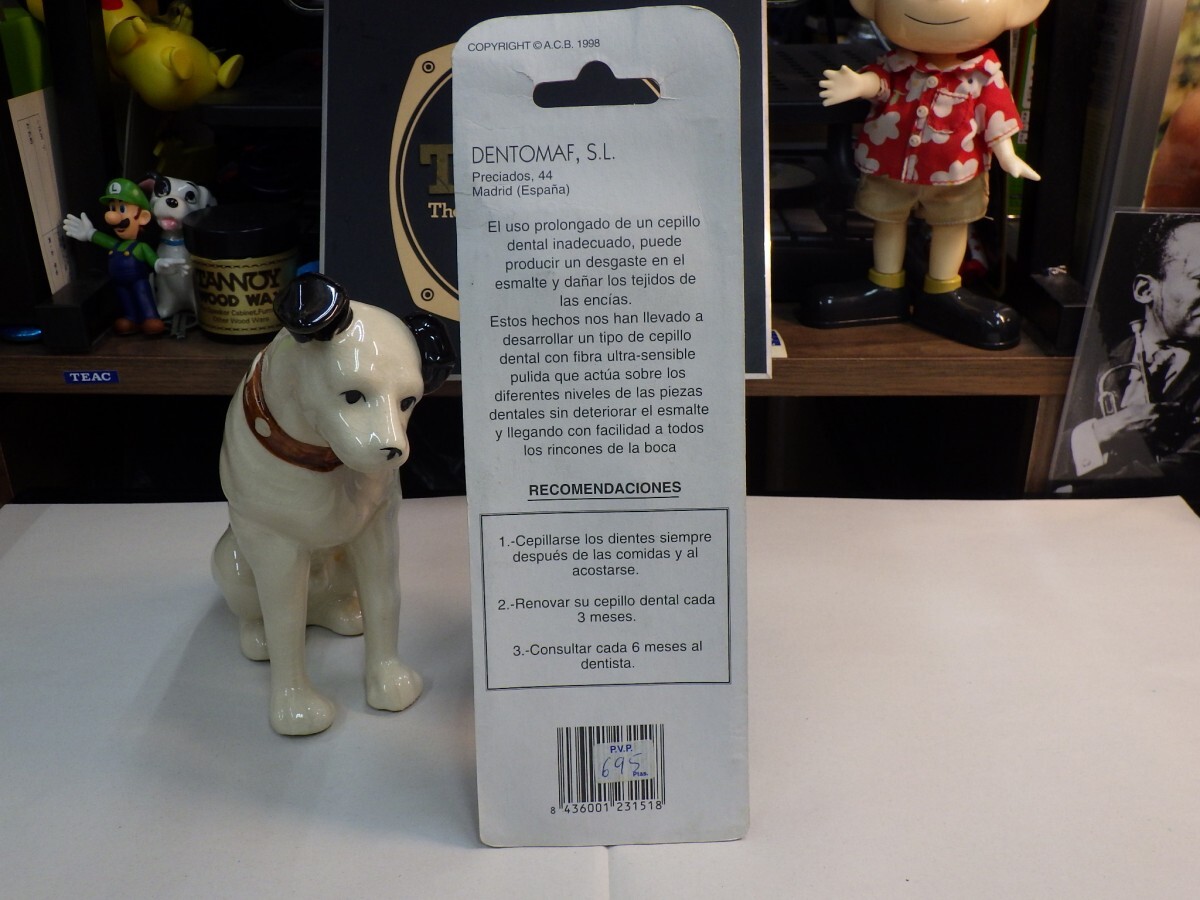 COPYRIGHT © A.C.B. 1998
DENTOMAF, S.L.
Preciados, 44
Madrid (España)
El uso prolongado de un cepillo
dental inadecuado, puede
producir un desgaste en el
esmalte y dañar los tejidos de
las encías.
Estos hechos nos han llevado a
desarrollar un tipo de cepillo
dental con fibra ultra-sensible
pulida que actúa sobre los
diferentes niveles de las piezas
dentales sin deteriorar el esmalte
y llegando con facilidad a todos
los rincones de la boca
RECOMENDACIONES
1.-Cepillarse los dientes siempre
después de las comidas y al
acostarse.
2.-Renovar su cepillo dental cada
3 meses.
3.-Consultar cada 6 meses al
dentista.
P.V.P.
695
Ptas.
8 436001 231518
TANNOY
WOOD WAX
TEAC
L